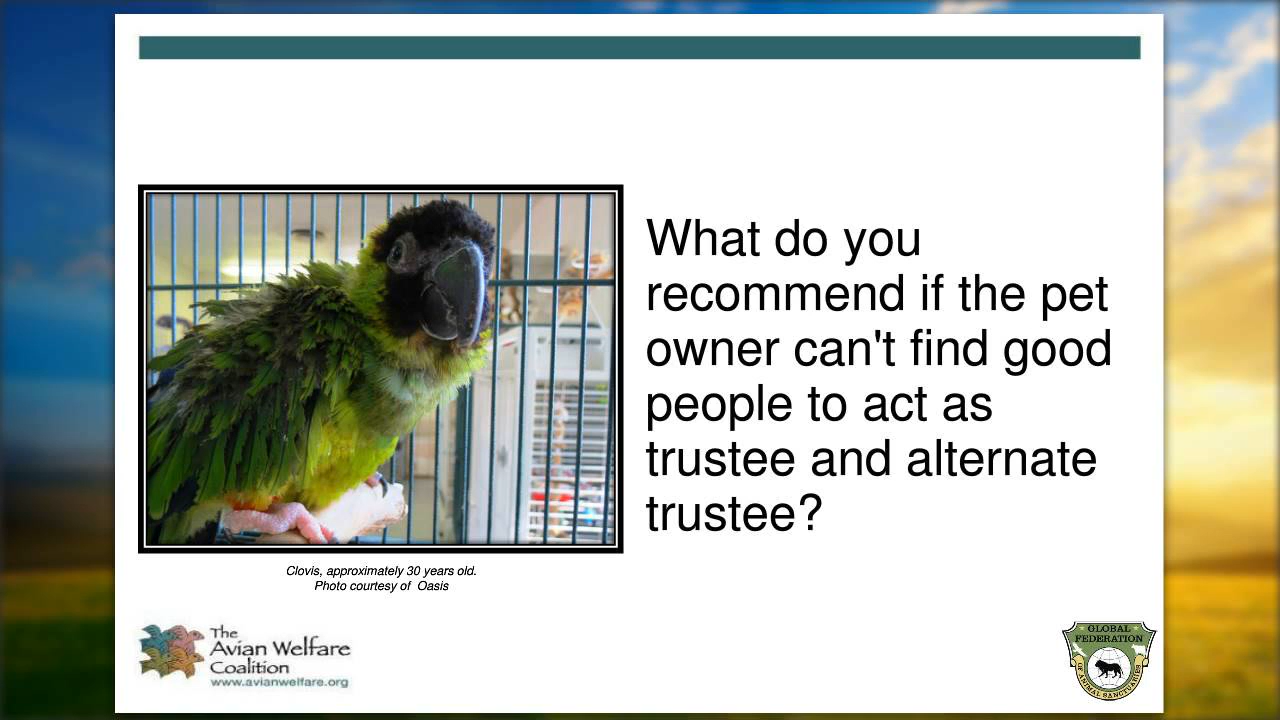 What do you
recommend if the pet
owner can't find good
people to act as
trustee and alternate
trustee?
Clovis, approximately 30 years old.
Photo courtesy of  Oasis
The
Avian Welfare
Coalition
www.avianwelfare.org
GLOBAL
FEDERATION
OF ANIMAL SANCTUARIES